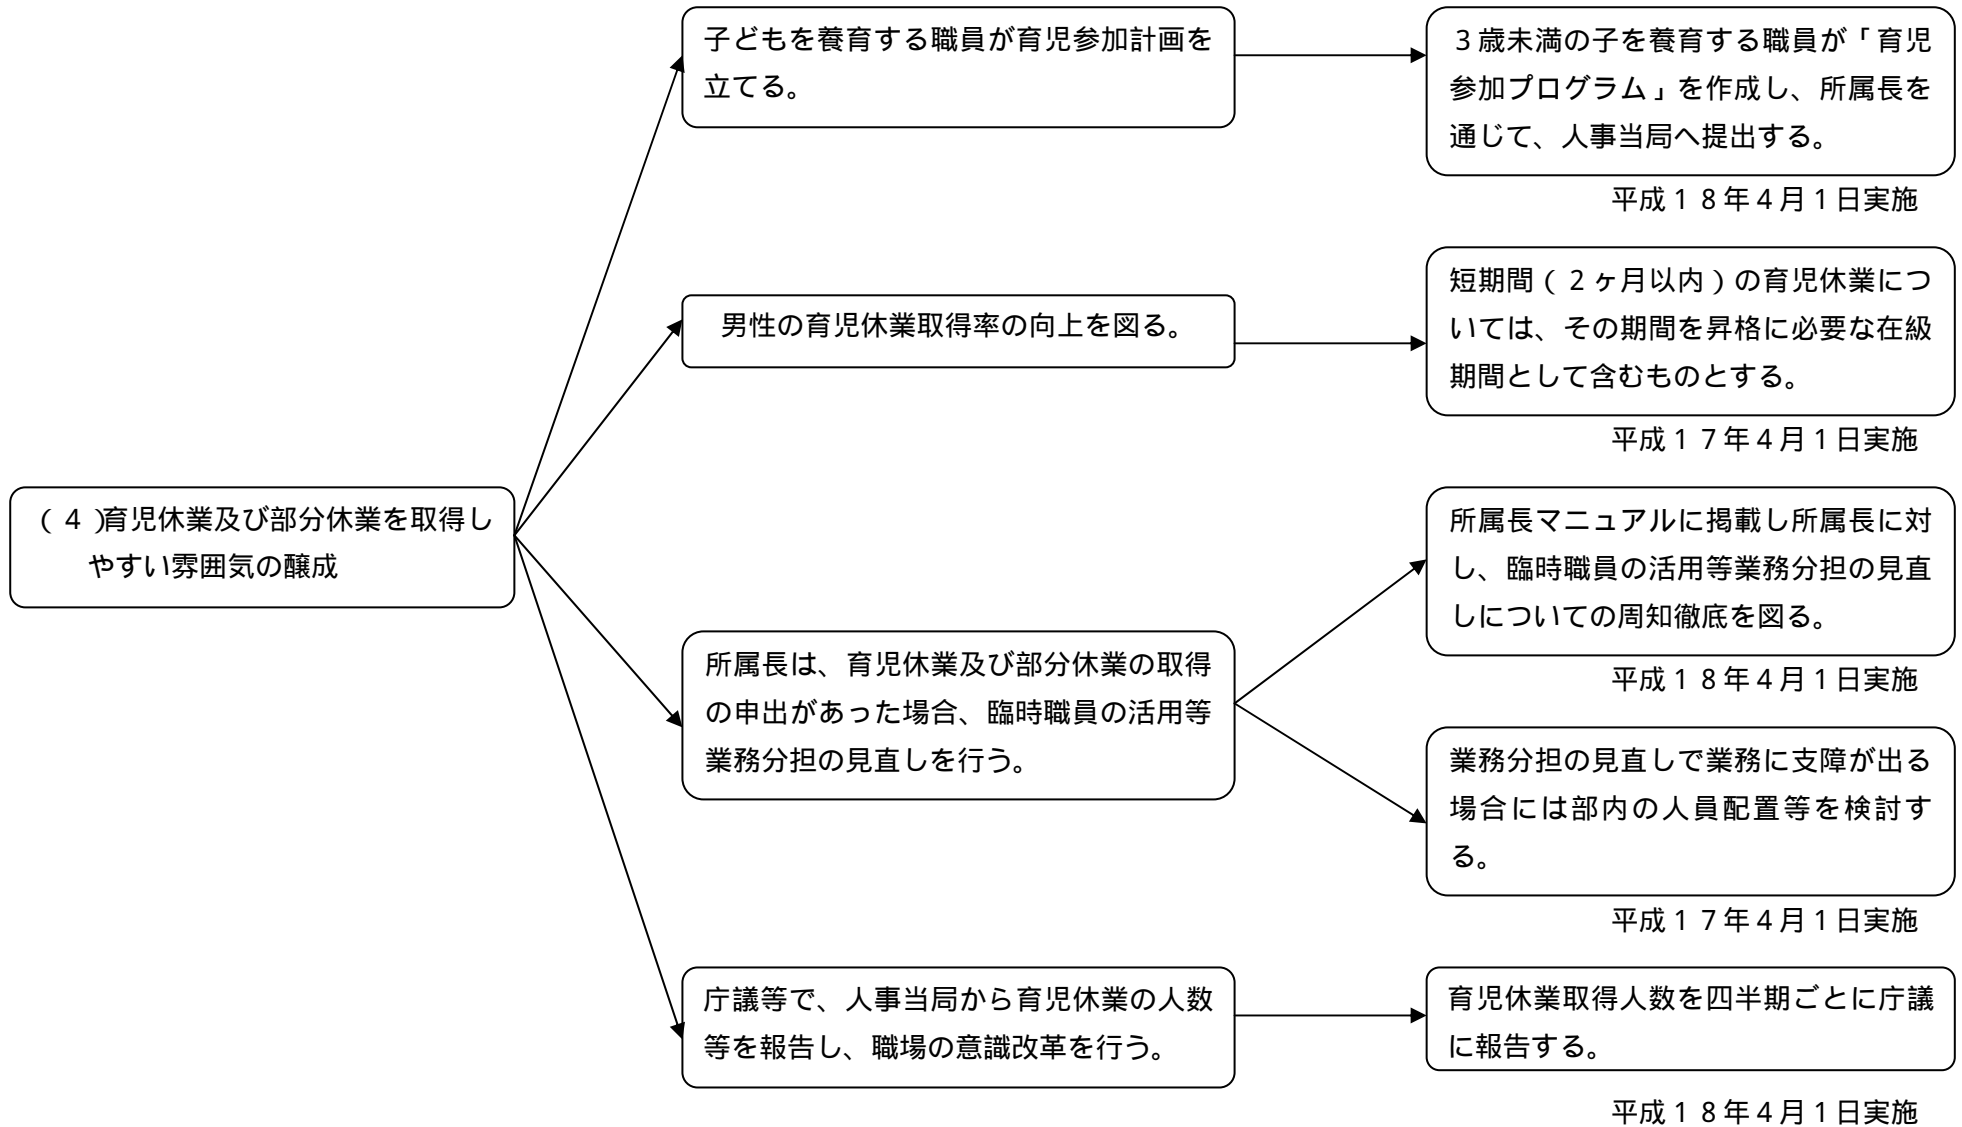 (４)育児休業及び部分休業を取得し
やすい雰囲気の醸成
子どもを養育する職員が育児参加計画を
立てる。
３歳未満の子を養育する職員が「育児
参加プログラム」を作成し、所属長を
通じて、人事当局へ提出する。
平成１８年４月１日実施
男性の育児休業取得率の向上を図る。
短期間(２ヶ月以内)の育児休業につ
いては、その期間を昇格に必要な在級
期間として含むものとする。
平成１７年４月１日実施
所属長は、育児休業及び部分休業の取得
の申出があった場合、臨時職員の活用等
業務分担の見直しを行う。
所属長マニュアルに掲載し所属長に対
し、臨時職員の活用等業務分担の見直
しについての周知徹底を図る。
平成１８年４月１日実施
業務分担の見直しで業務に支障が出る
場合には部内の人員配置等を検討す
る。
平成１７年４月１日実施
庁議等で、人事当局から育児休業の人数
等を報告し、職場の意識改革を行う。
育児休業取得人数を四半期ごとに庁議
に報告する。
平成１８年４月１日実施